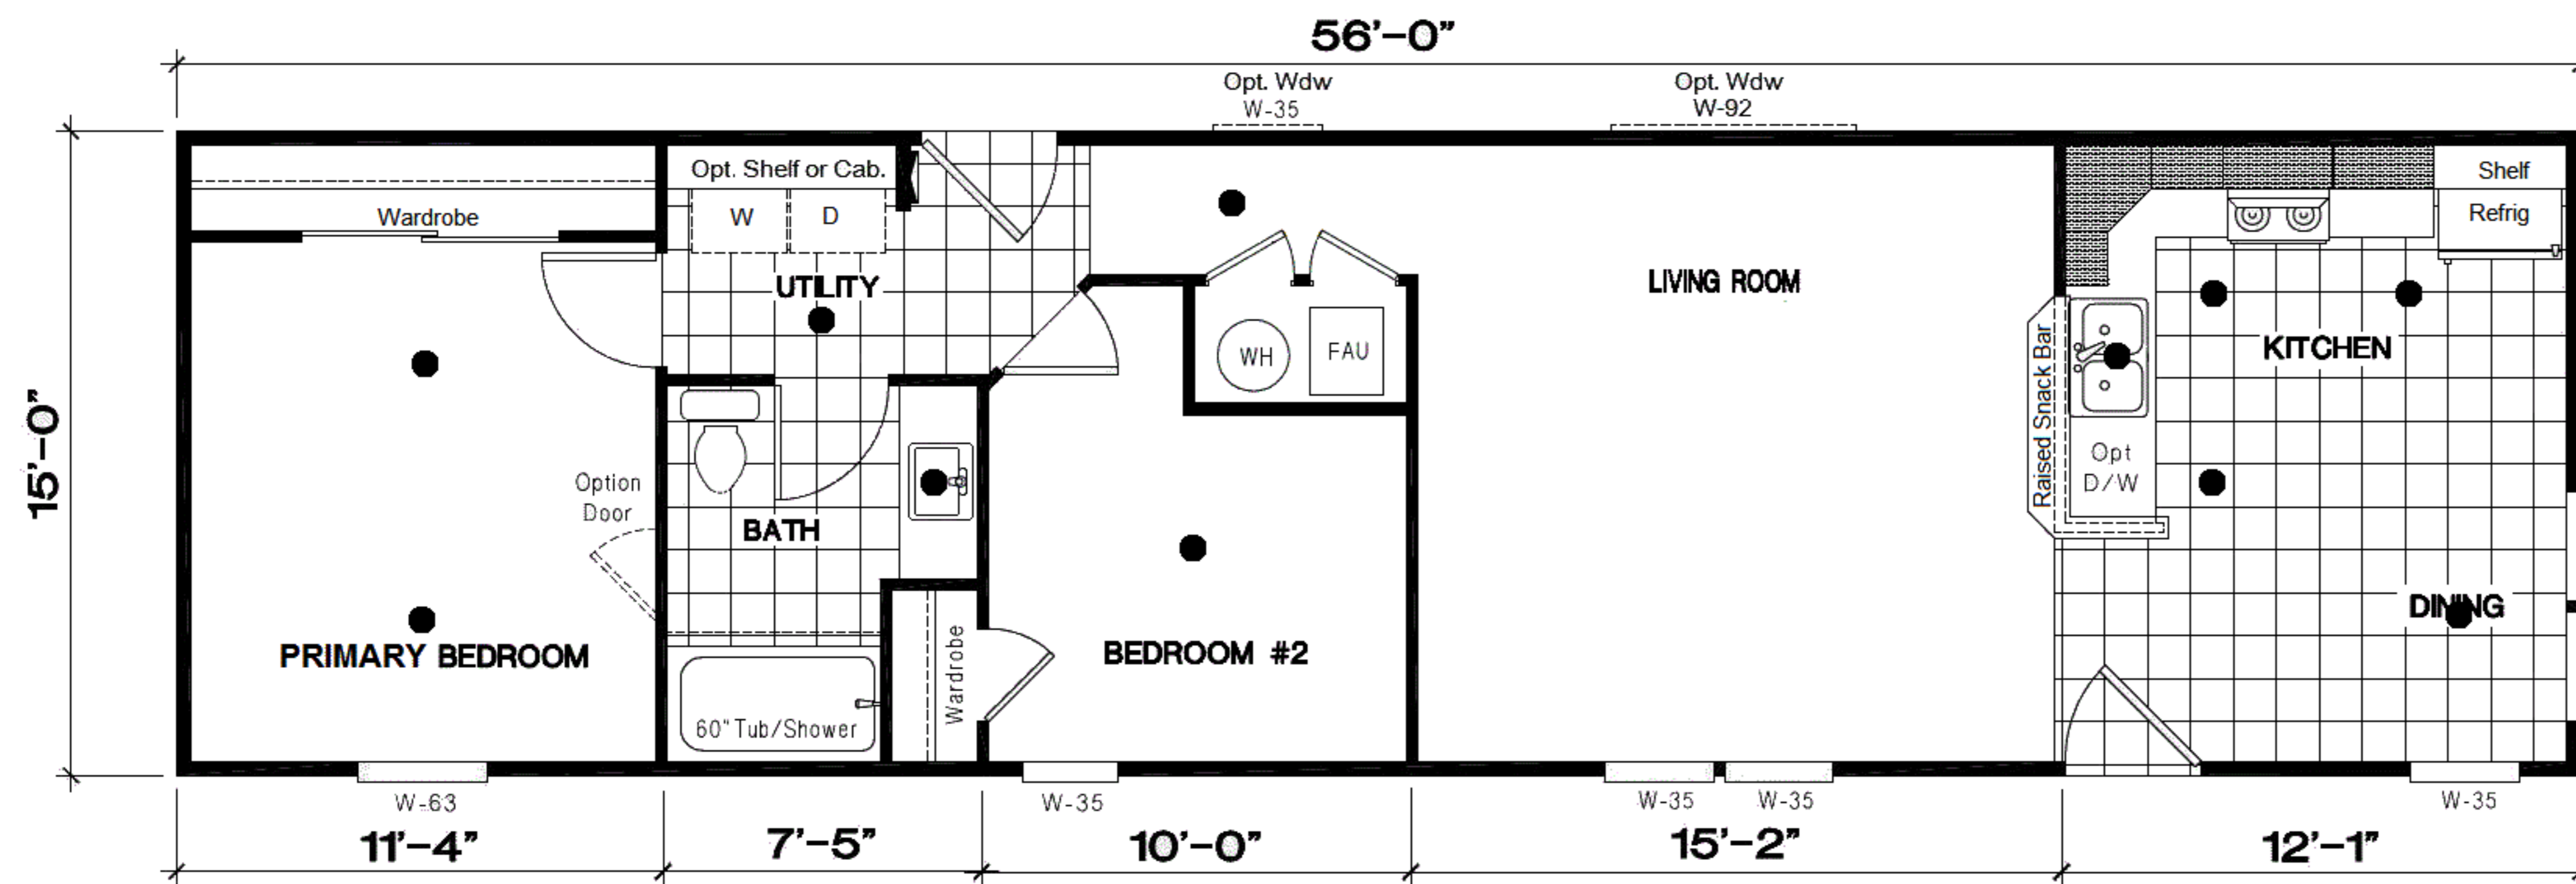 56'-0"
Opt. Wdw
W-35
Opt. Wdw
W-92
15'-0"
Wardrobe
Opt. Shelf or Cab.
W
D
UTILITY
LIVING ROOM
Shelf
Refrig
WH
FAU
KITCHEN
Raised Snack Bar
Opt
D/W
Option
Door
BATH
PRIMARY BEDROOM
60" Tub/Shower
Wardrobe
BEDROOM #2
DINING
W-63
W-35
W-35
W-35
W-35
11'-4"
7'-5"
10'-0"
15'-2"
12'-1"